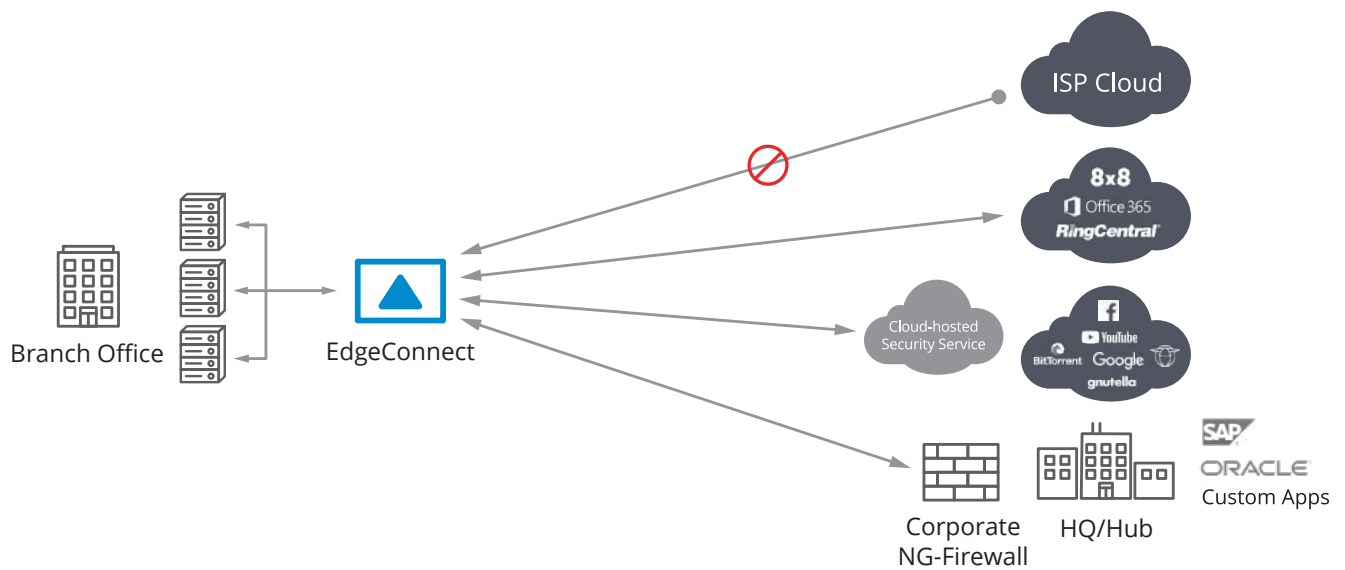 ISP Cloud
8x8
Office 365
RingCentral
Cloud-hosted
Security Service
f
YouTube
BitTorrent
Google
gnutella
Branch Office
EdgeConnect
SAP
ORACLE
Custom Apps
Corporate
NG-Firewall
HQ/Hub